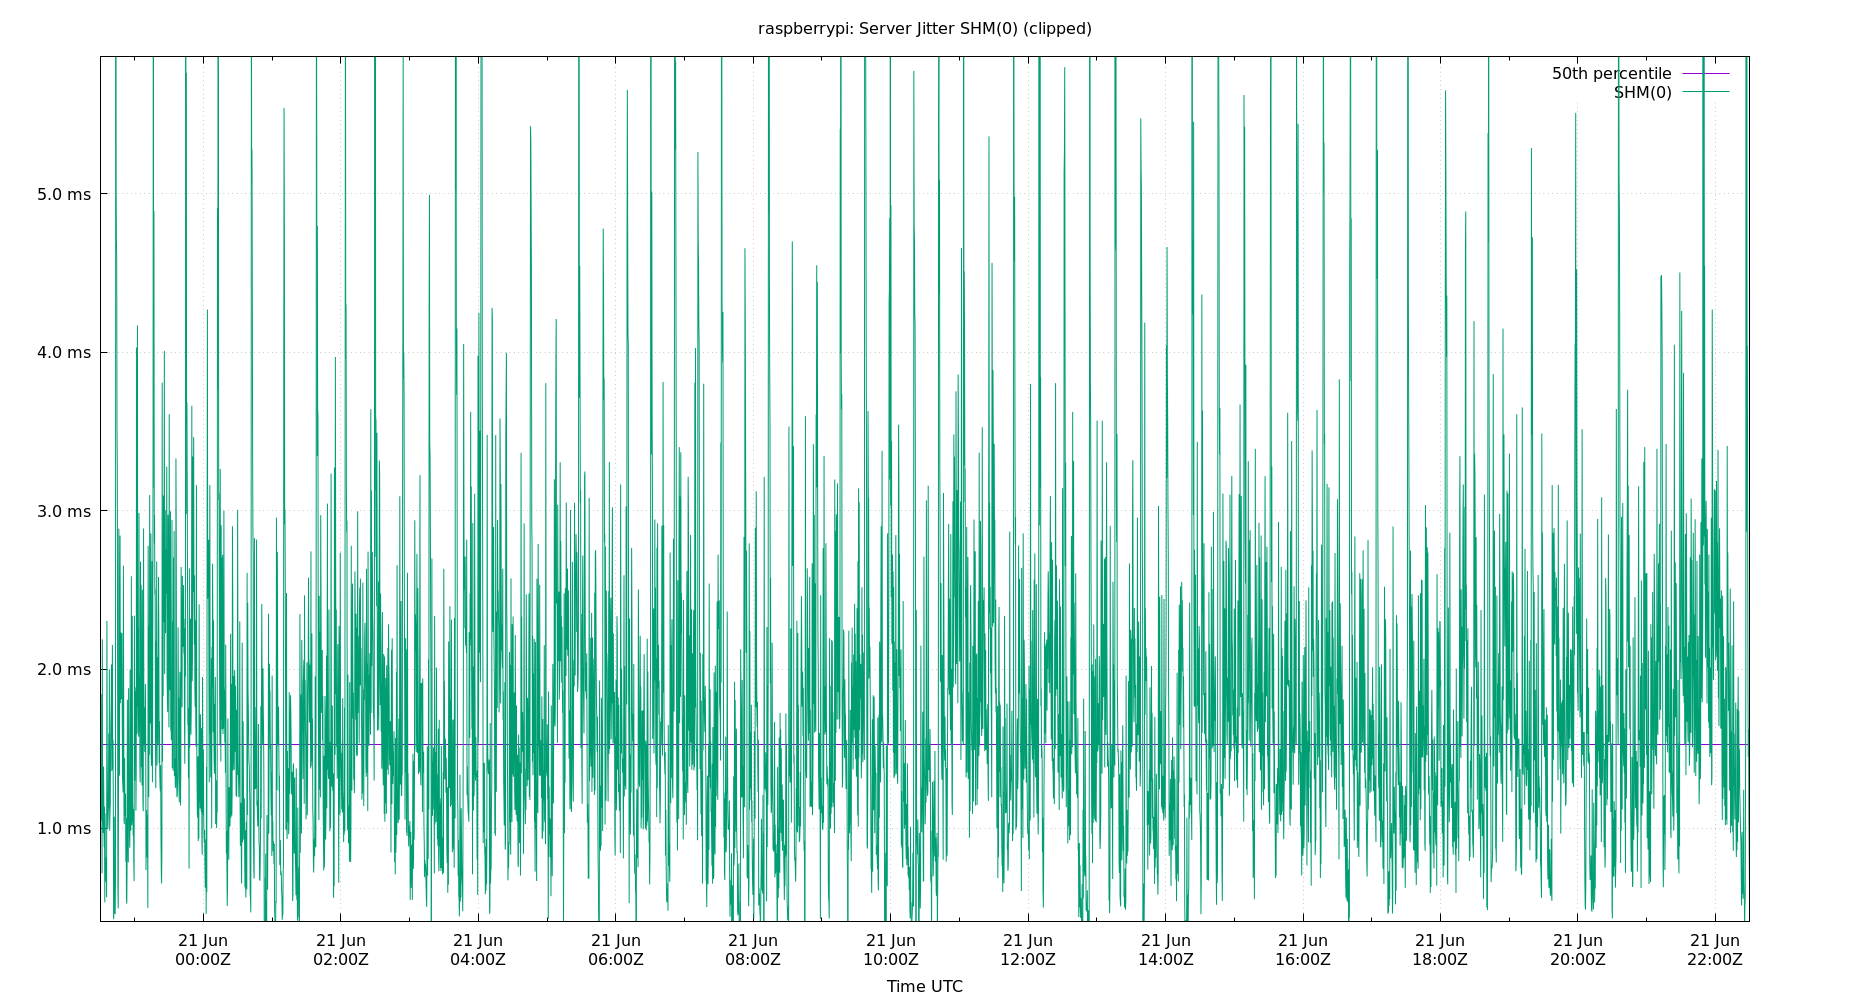 raspberrypi: Server Jitter SHM(0) (clipped)
50th percentile
SHM(0)
5.0 ms
4.0 ms
3.0 ms
2.0 ms
1.0 ms
21 Jun 21 Jun 21 Jun 21 Jun 21 Jun 21 Jun 21 Jun 21 Jun 21 Jun 21 Jun 21 Jun 21 Jun
00:00Z 02:00Z 04:00Z 06:00Z 08:00Z 10:00Z 12:00Z 14:00Z 16:00Z 18:00Z 20:00Z 22:00Z
Time UTC